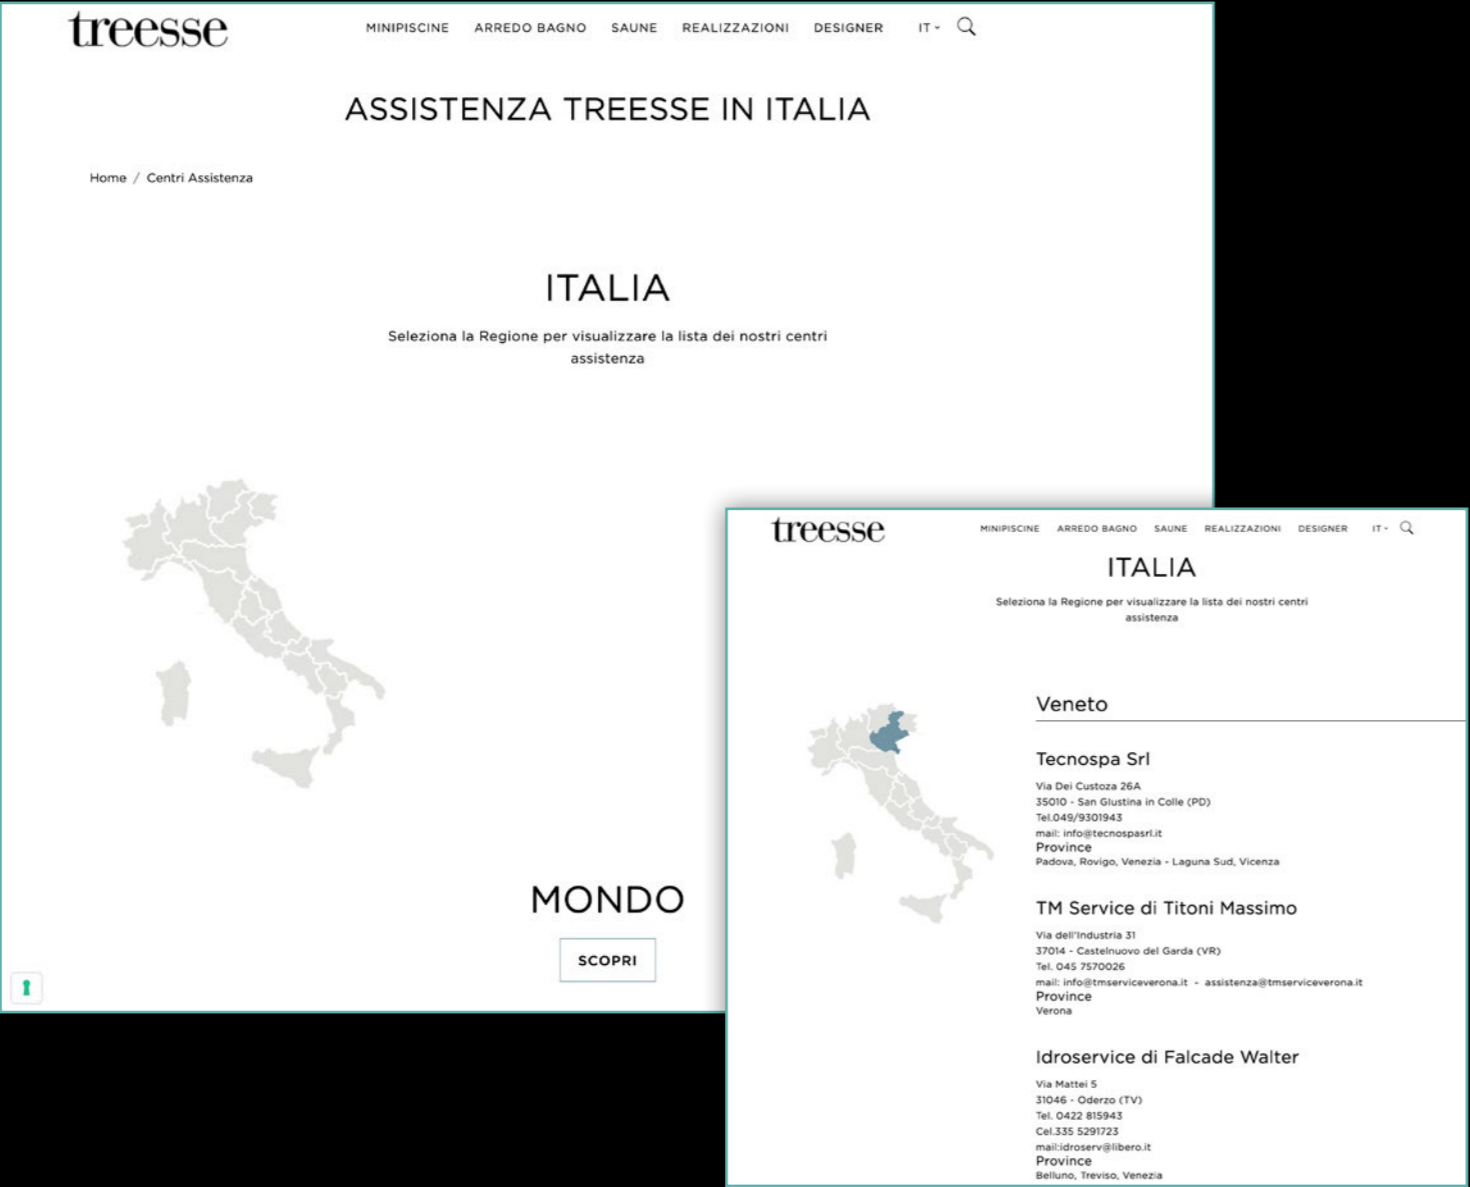 treesse
MINIPISCINE ARREDO BAGNO SAUNE REALIZZAZIONI DESIGNER IT
ASSISTENZA TREESSE IN ITALIA
Home / Centri Assistenza
ITALIA
Seleziona la Regione per visualizzare la lista dei nostri centri
assistenza
MONDO
SCOPRI
treesse
MINIPISCINE ARREDO BAGNO SAUNE REALIZZAZIONI DESIGNER IT
ITALIA
Seleziona la Regione per visualizzare la lista dei nostri centri
assistenza
Veneto
Tecnospa Srl
Via Dei Custoza 26A
35010 - San GIustina in Colle (PD)
Tel.049/9301943
mail: info@tecnospasrl.it
Province
Padova, Rovigo, Venezia - Laguna Sud, Vicenza
TM Service di Titoni Massimo
Via dell'Industria 31
37014 - Castelnuovo del Garda (VR)
Tel. 045 7570026
mail: info@tmserviceverona.it - assistenza@tmserviceverona.it
Province
Verona
Idroservice di Falcade Walter
Via Mattei 5
31046 - Oderzo (TV)
Tel. 0422 815943
Cel.335 5291723
mail:idroserv@libero.it
Province
Belluno, Treviso, Venezia